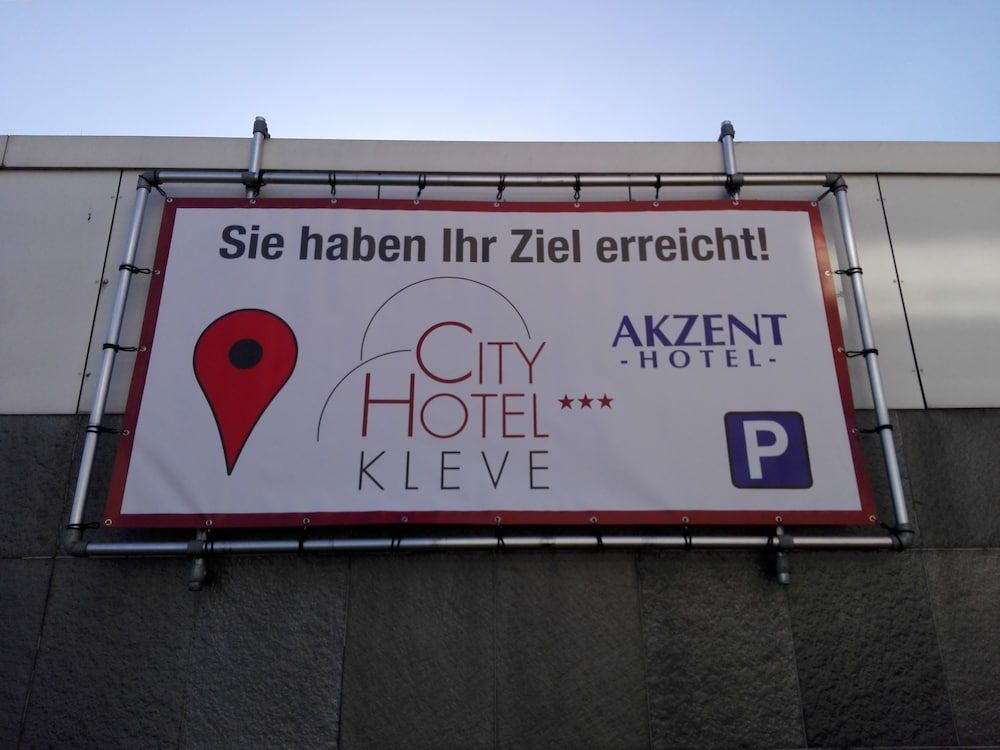 Sie haben Ihr Ziel erreicht!
CITY
HOTEL ★★★
KLEVE
AKZENT
-HOTEL-
P